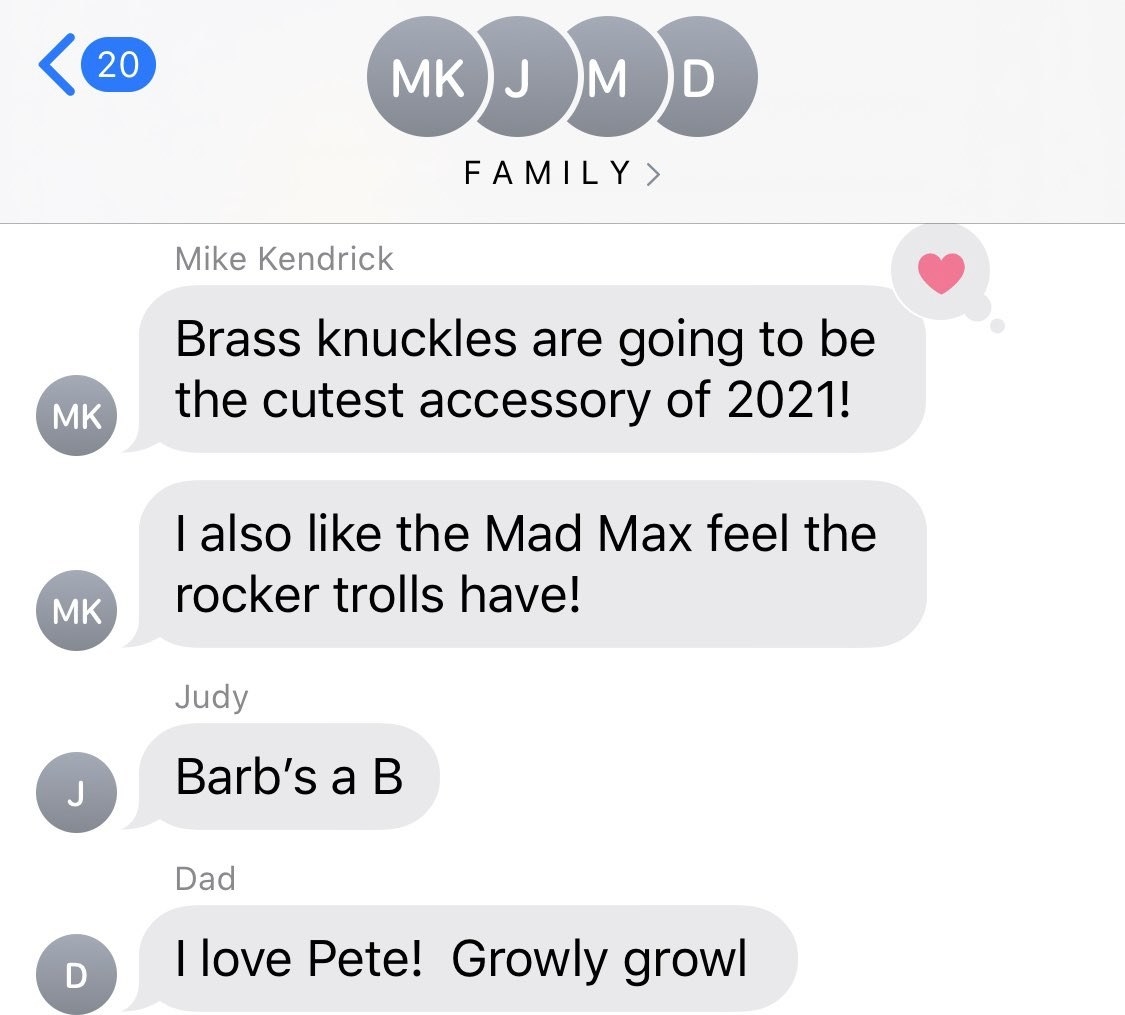 20
MK J M D
FAMILY
Mike Kendrick
Brass knuckles are going to be
the cutest accessory of 2021!
MK
I also like the Mad Max feel the
rocker trolls have!
MK
Judy
Barb’s a B
J
Dad
I love Pete!  Growly growl
D